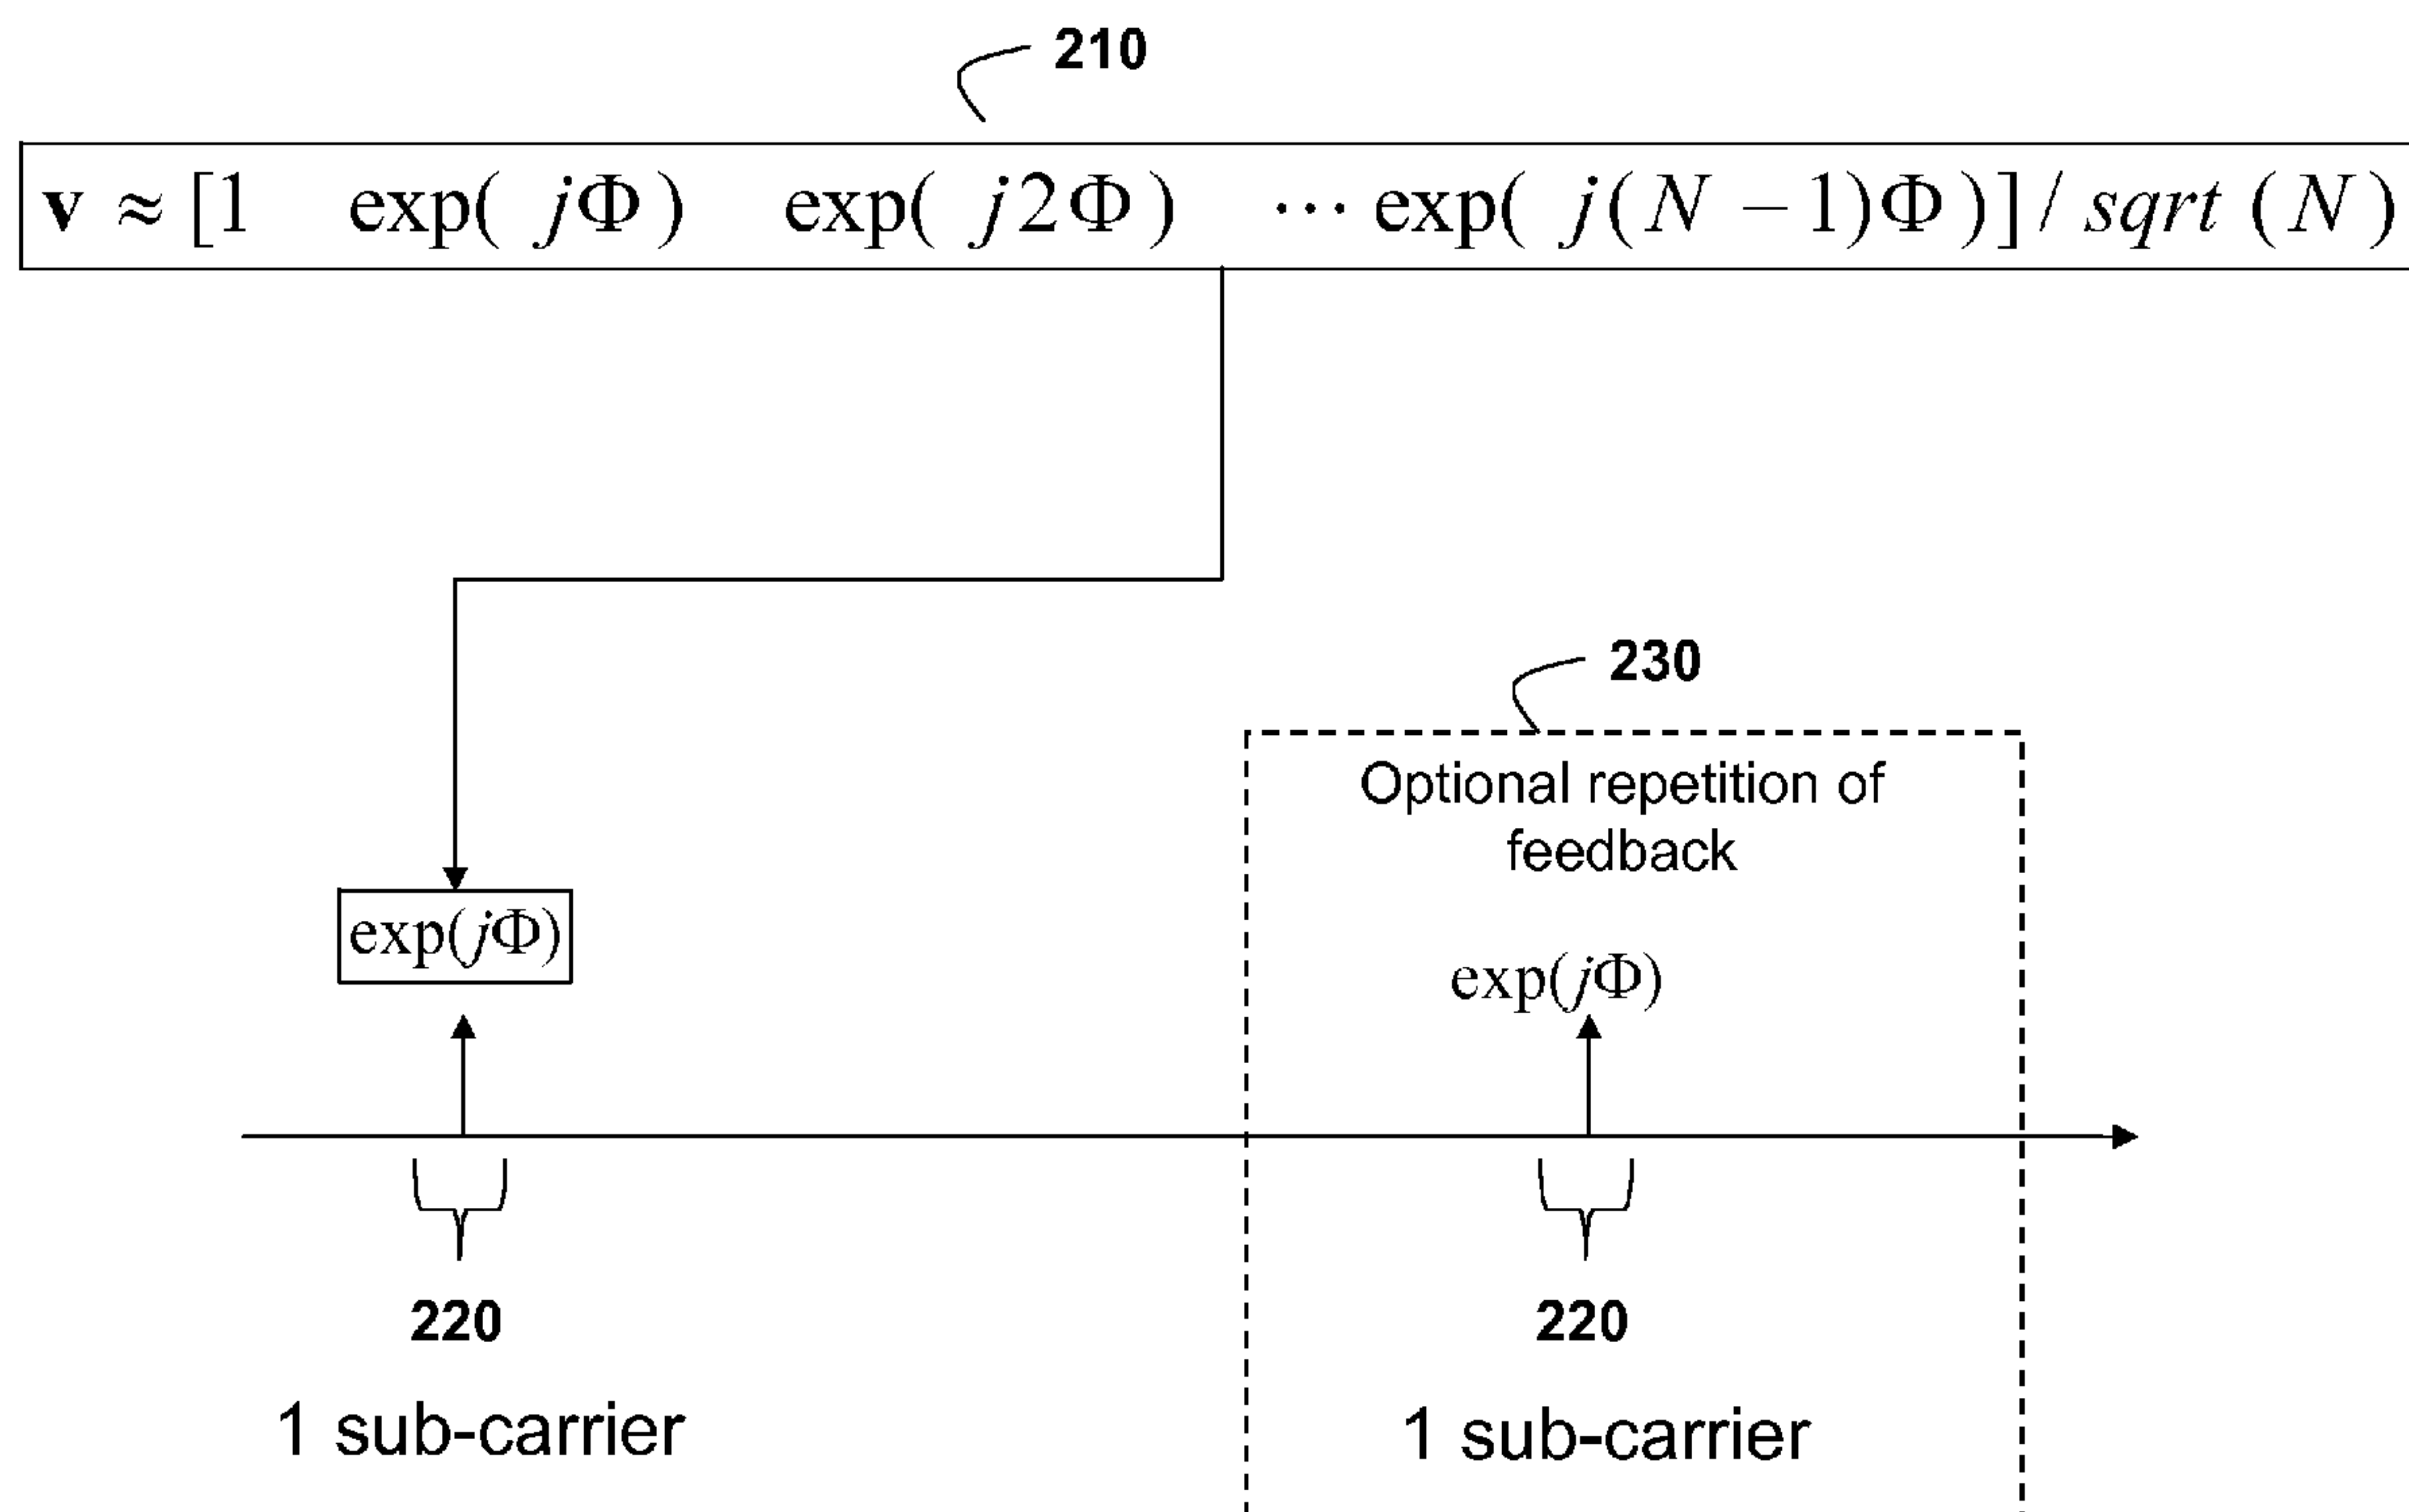 210
v ≈ [1 exp( jΦ) exp( j2Φ) ··· exp( j(N − 1)Φ)] / sqrt (N)
230
Optional repetition of
feedback
exp(jΦ)
exp(jΦ)
220
220
1 sub-carrier
1 sub-carrier